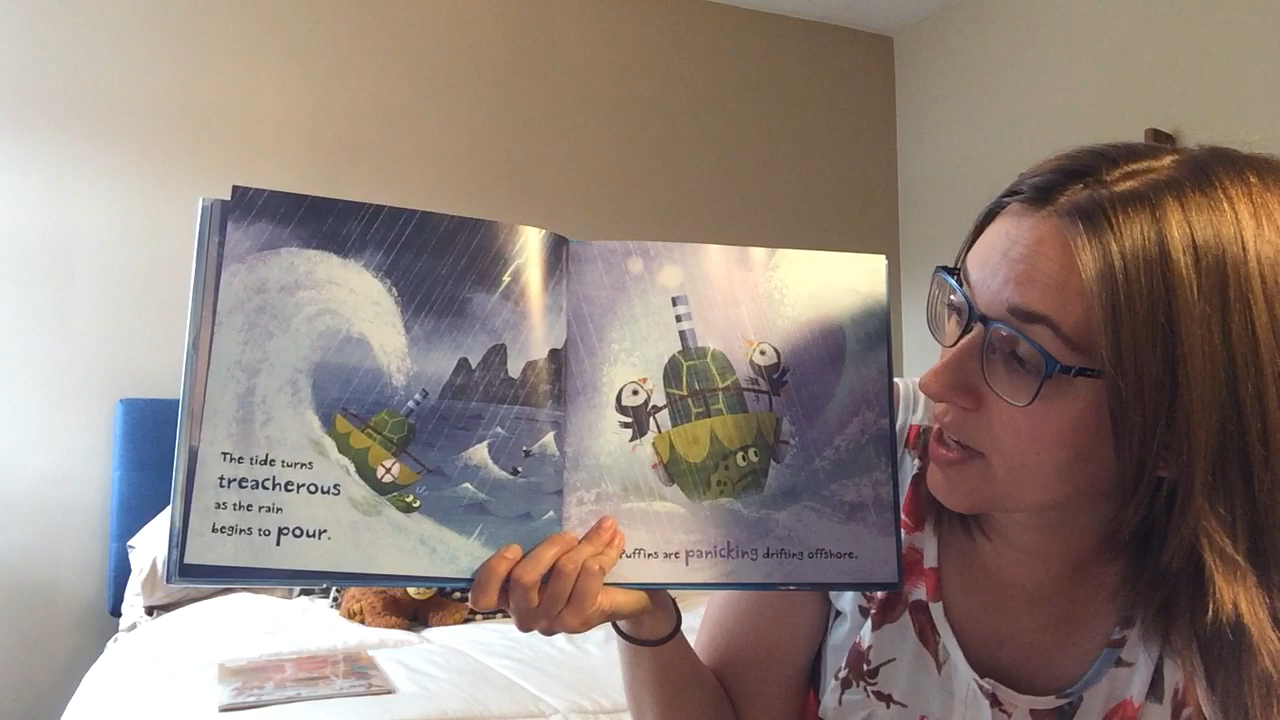 The tide turns
treacherous
as the rain
begins to pour.
Puffins are panicking drifting offshore.